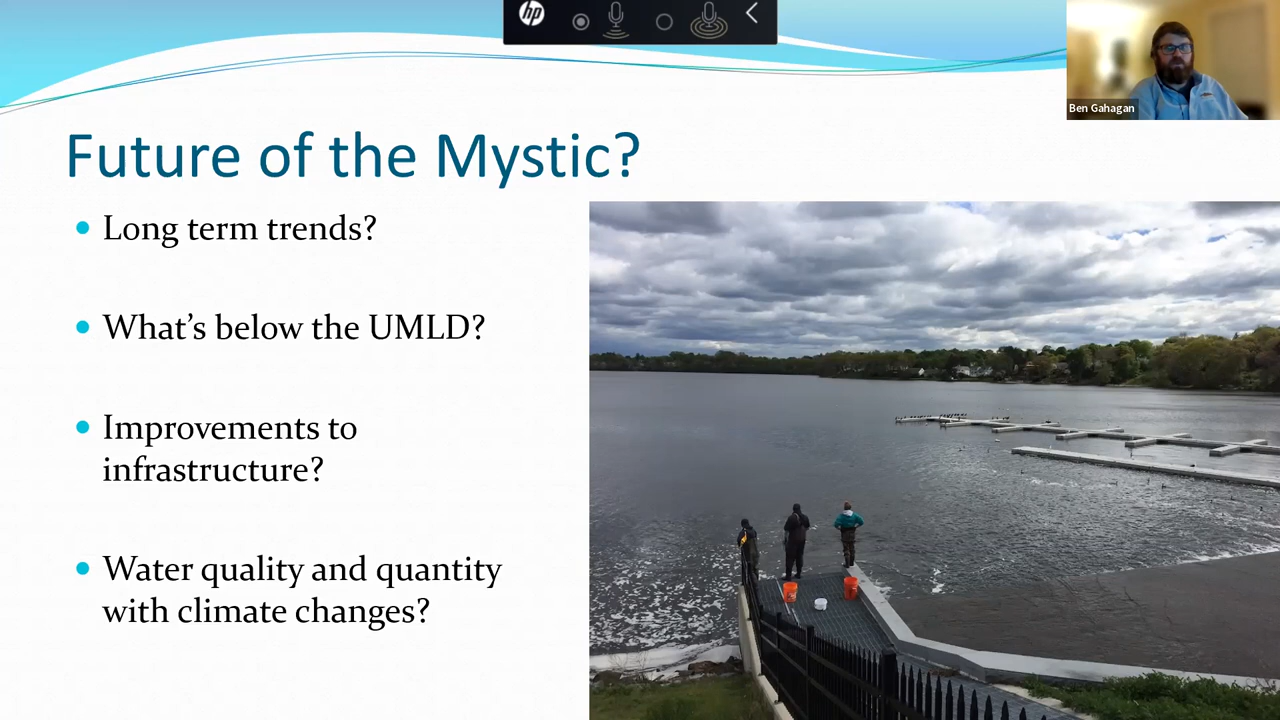 hp
Ben Gahagan
Future of the Mystic?
Long term trends?
What's below the UMLD?
Improvements to
infrastructure?
Water quality and quantity
with climate changes?